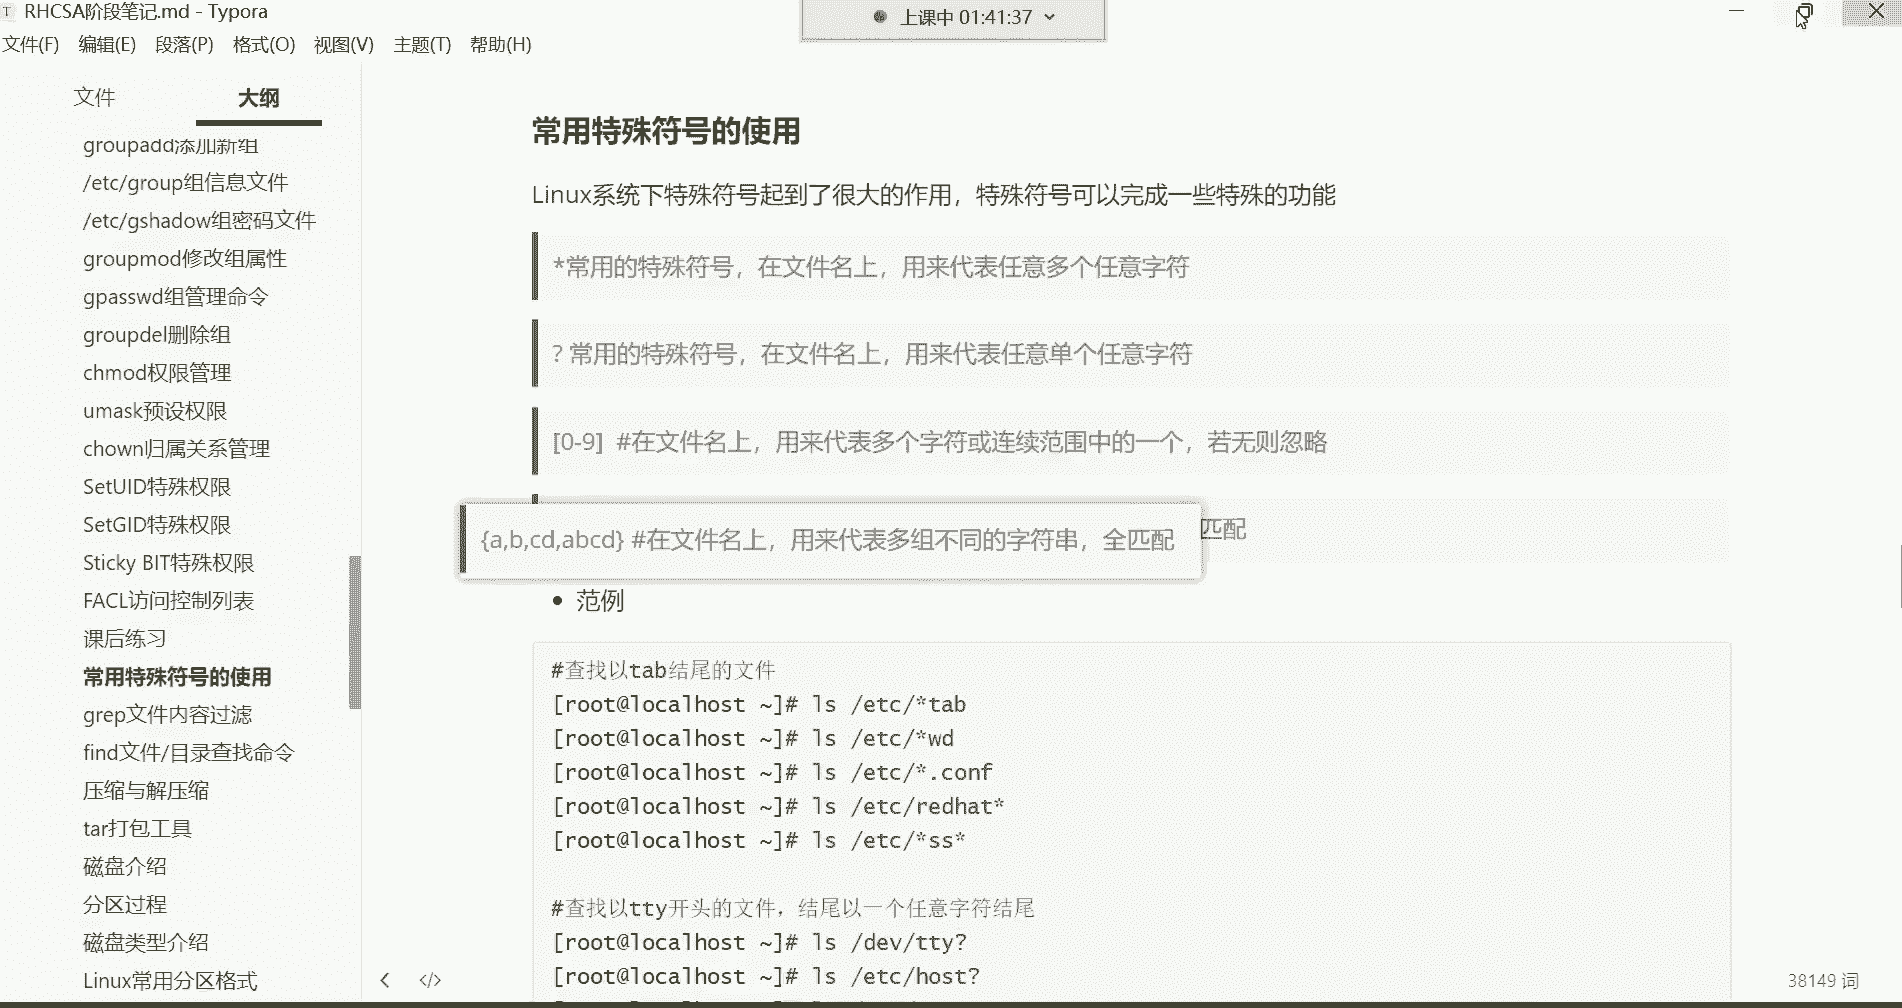 RHCSA阶段笔记.md - Typora
上课中 01:41:37
文件(F) 编辑(E) 段落(P) 格式(O) 视图(V) 主题(T) 帮助(H)
文件 大纲
groupadd添加新组
/etc/group组信息文件
/etc/gshadow组密码文件
groupmod修改组属性
gpasswd组管理命令
groupdel删除组
chmod权限管理
umask预设权限
chown归属关系管理
SetUID特殊权限
SetGID特殊权限
Sticky BIT特殊权限
FACL访问控制列表
课后练习
常用特殊符号的使用
grep文件内容过滤
find文件/目录查找命令
压缩与解压缩
tar打包工具
磁盘介绍
分区过程
磁盘类型介绍
Linux常用分区格式
常用特殊符号的使用
Linux系统下特殊符号起到了很大的作用，特殊符号可以完成一些特殊的功能
*常用的特殊符号，在文件名上，用来代表任意多个任意字符
? 常用的特殊符号，在文件名上，用来代表任意单个任意字符
[0-9] #在文件名上，用来代表多个字符或连续范围中的一个，若无则忽略
{a,b,cd,abcd} #在文件名上，用来代表多组不同的字符串，全匹配
匹配
• 范例
#查找以tab结尾的文件
[root@localhost ~]# ls /etc/*tab
[root@localhost ~]# ls /etc/*wd
[root@localhost ~]# ls /etc/*.conf
[root@localhost ~]# ls /etc/redhat*
[root@localhost ~]# ls /etc/*ss*
#查找以tty开头的文件，结尾以一个任意字符结尾
[root@localhost ~]# ls /dev/tty?
[root@localhost ~]# ls /etc/host?
38149 词